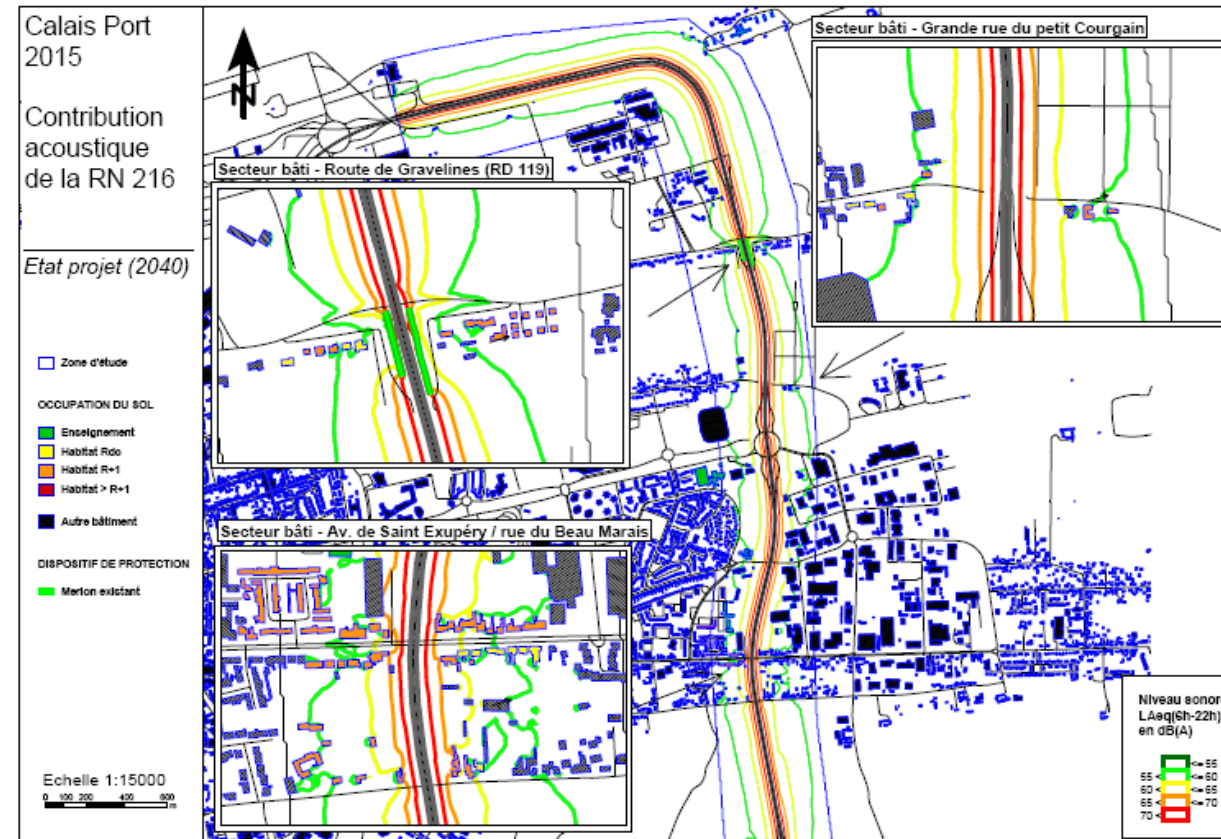 Calais Port
2015
Contribution
acoustique
de la RN 216
Etat projet (2040)
Zone d'étude
OCCUPATION DU SOL
Enseignement
Habitat Rdc
Habitat R+1
Habitat > R+1
Autre bâtiment
DISPOSITIF DE PROTECTION
Merlon existant
Echelle 1:15000
0 100 200 400 600
m
N
Secteur bâti - Route de Gravelines (RD 119)
Secteur bâti - Av. de Saint Exupéry / rue du Beau Marais
Secteur bâti - Grande rue du petit Courgain
Niveau sonore
LAeq(6h-22h)
en dB(A)
<= 55
55 < <= 60
60 < <= 65
65 < <= 70
70 <